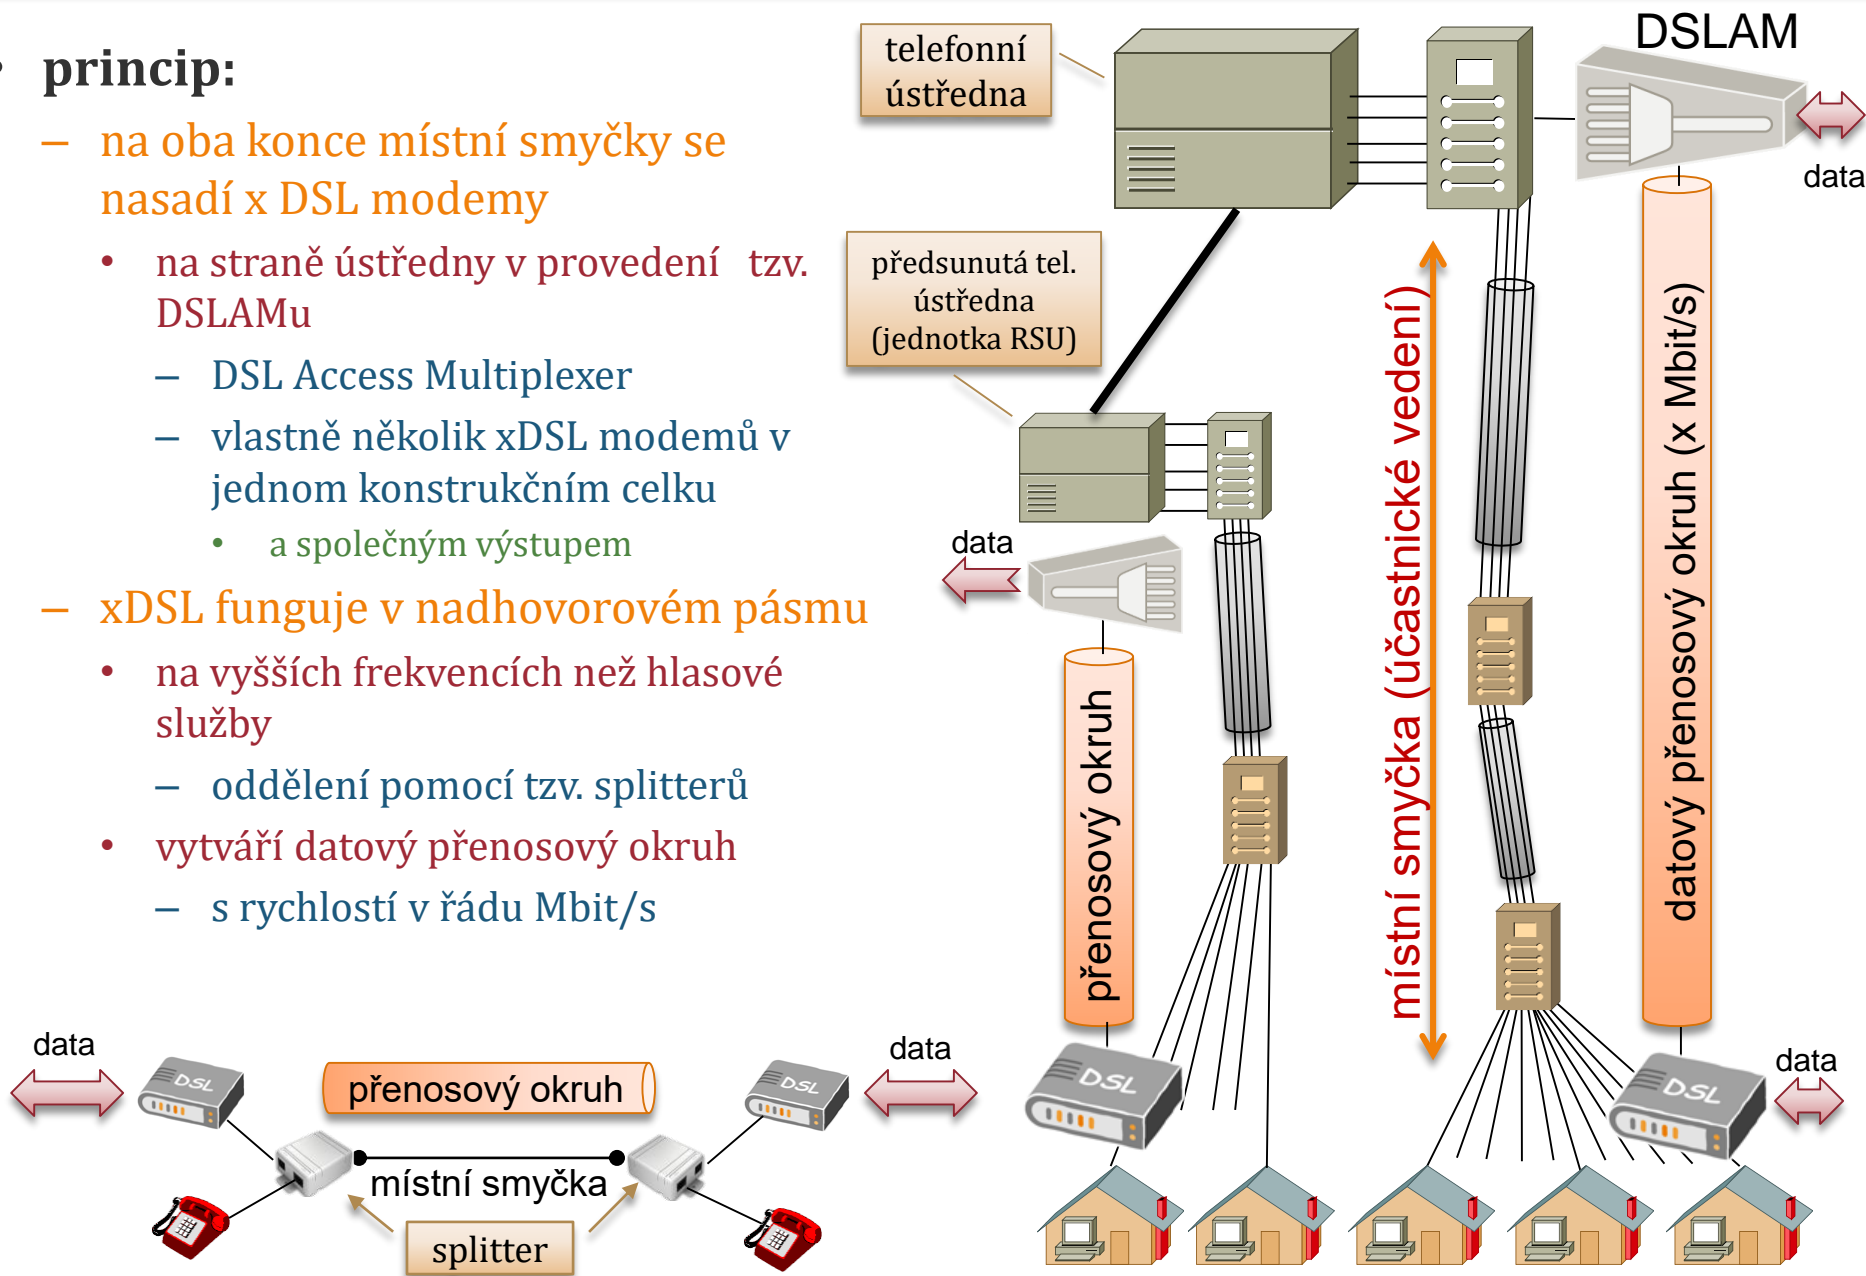 • princip:
– na oba konce místní smyčky se
nasadí x DSL modemy
• na straně ústředny v provedení tzv.
DSLAMu
– DSL Access Multiplexer
– vlastně několik xDSL modemů v
jednom konstrukčním celku
• a společným výstupem
– xDSL funguje v nadhovorovém pásmu
• na vyšších frekvencích než hlasové
služby
– oddělení pomocí tzv. splitterů
• vytváří datový přenosový okruh
– s rychlostí v řádu Mbit/s
telefonní
ústředna
DSLAM
data
předsunutá tel.
ústředna
(jednotka RSU)
data
přenosový okruh
místní smyčka (účastnické vedení)
datový přenosový okruh (x Mbit/s)
DSL
DSL
data
data
DSL
přenosový okruh
DSL
data
místní smyčka
splitter